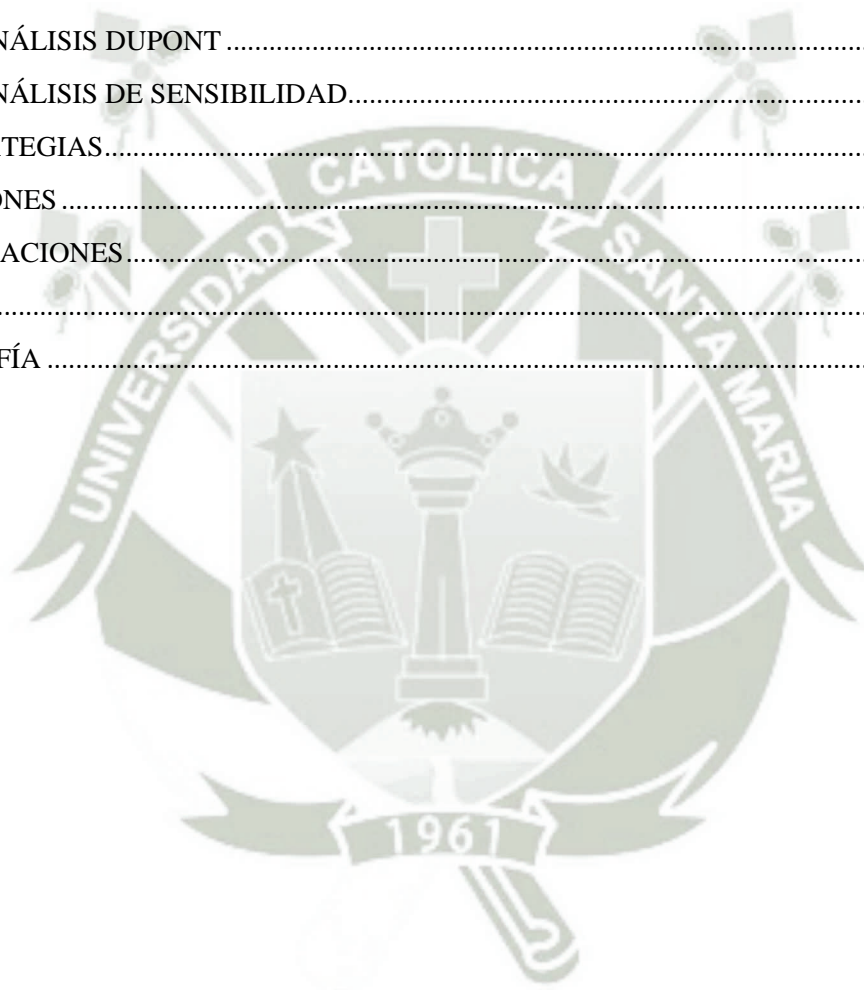 NÁLISIS DUPONT ...................................................................................................
NÁLISIS DE SENSIBILIDAD...................................................................................
TEGIAS..................................................................................................................
ONES .....................................................................................................................
ACIONES................................................................................................................
................................................................................................................................
FÍA ........................................................................................................................
UNIVERSIDAD CATOLICA SANTA MARIA
1961